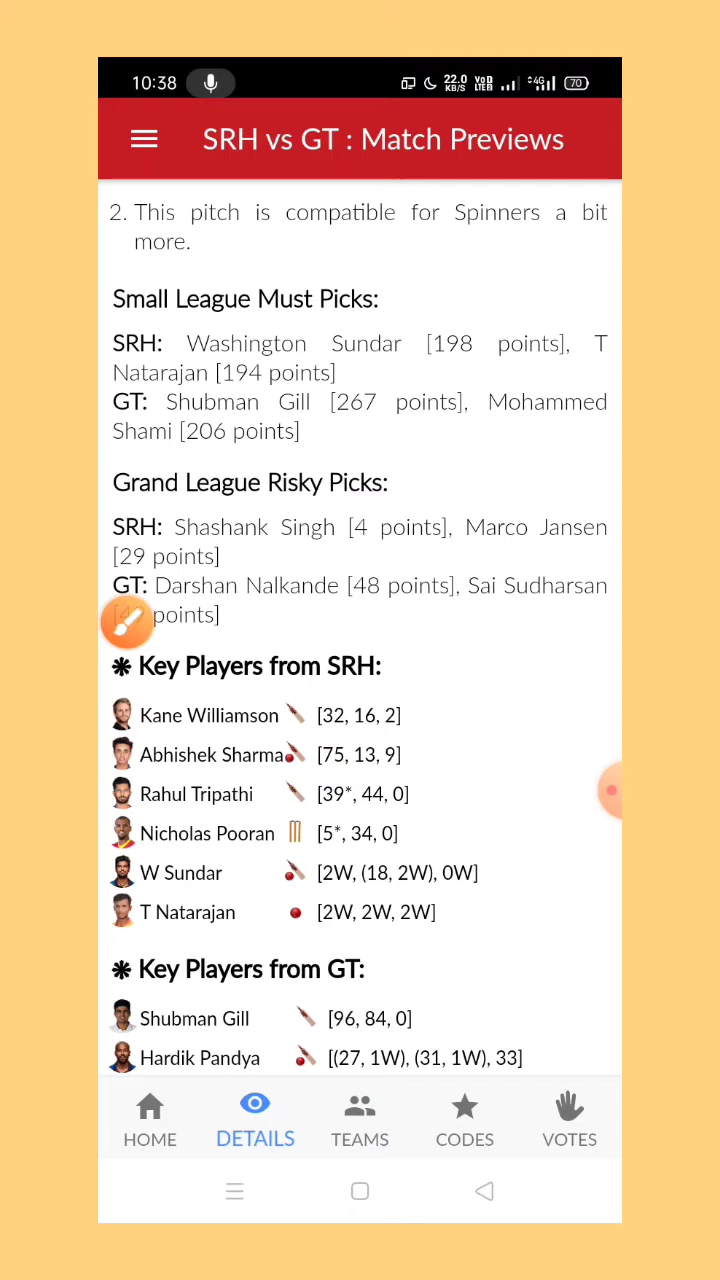 10:38 22.0 KB/S VoD LTE 4G 70
SRH vs GT : Match Previews
2. This pitch is compatible for Spinners a bit
more.
Small League Must Picks:
SRH: Washington Sundar [198 points], T
Natarajan [194 points]
GT: Shubman Gill [267 points], Mohammed
Shami [206 points]
Grand League Risky Picks:
SRH: Shashank Singh [4 points], Marco Jansen
[29 points]
GT: Darshan Nalkande [48 points], Sai Sudharsan
points]
Key Players from SRH:
Kane Williamson [32, 16, 2]
Abhishek Sharma [75, 13, 9]
Rahul Tripathi [39*, 44, 0]
Nicholas Pooran [5*, 34, 0]
W Sundar [2W, (18, 2W), 0W]
T Natarajan [2W, 2W, 2W]
Key Players from GT:
Shubman Gill [96, 84, 0]
Hardik Pandya [(27, 1W), (31, 1W), 33]
HOME DETAILS TEAMS CODES VOTES